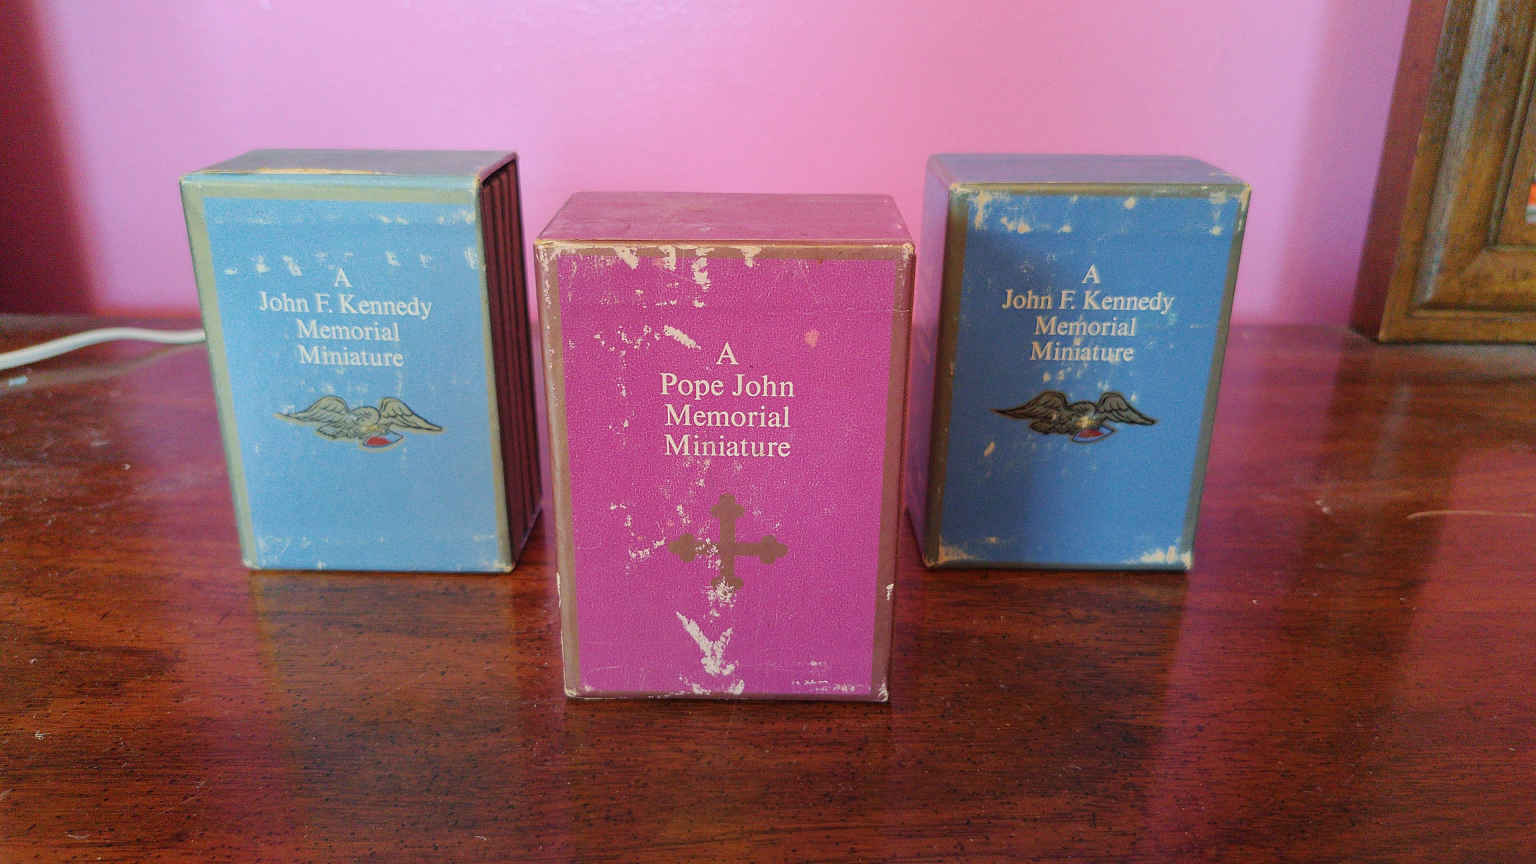 A
John F. Kennedy
Memorial
Miniature
A
Pope John
Memorial
Miniature
A
John F. Kennedy
Memorial
Miniature